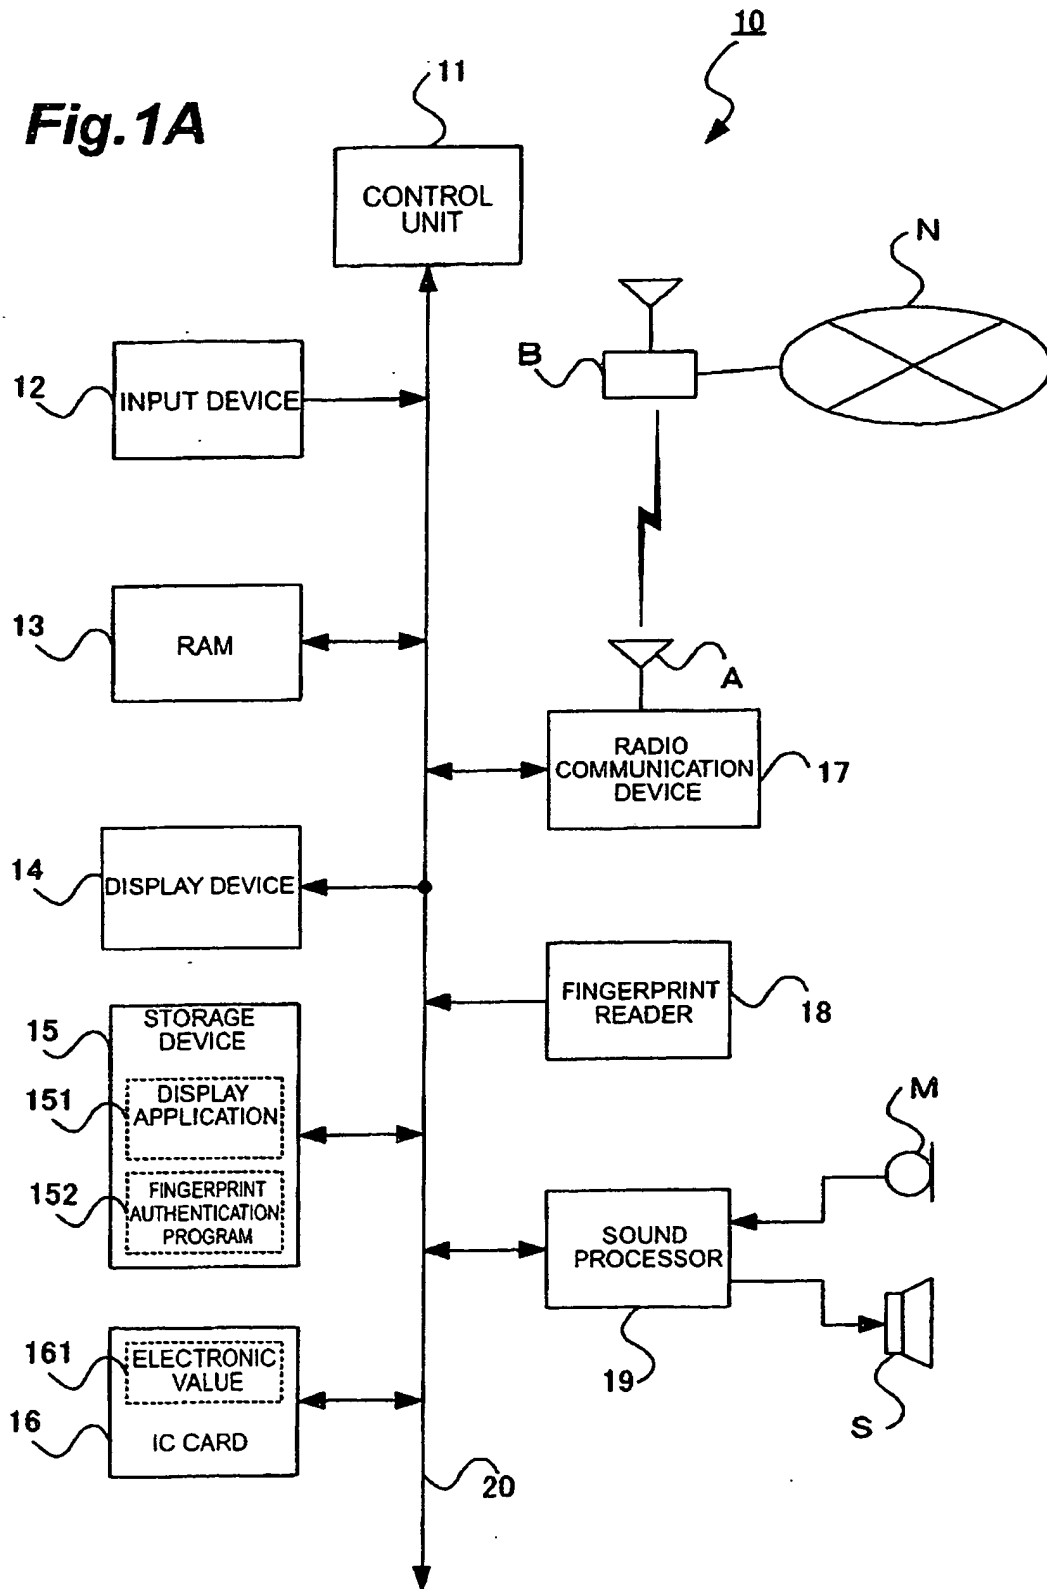 Fig.1A
10
11
CONTROL
UNIT
N
B
12
INPUT DEVICE
13
RAM
A
RADIO
COMMUNICATION
DEVICE
17
14
DISPLAY DEVICE
FINGERPRINT
READER
18
15
STORAGE
DEVICE
151
DISPLAY
APPLICATION
152
FINGERPRINT
AUTHENTICATION
PROGRAM
M
SOUND
PROCESSOR
19
S
161
ELECTRONIC
VALUE
16
IC CARD
20